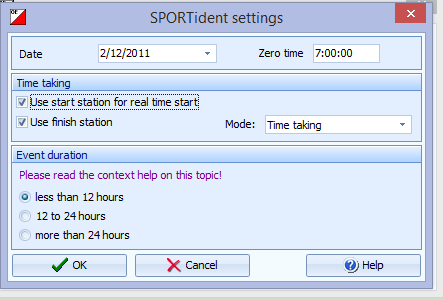 OE
SPORTident settings
Date 2/12/2011 Zero time 7:00:00
Time taking
Use start station for real time start
Use finish station Mode: Time taking
Event duration
Please read the context help on this topic!
less than 12 hours
12 to 24 hours
more than 24 hours
OK Cancel Help